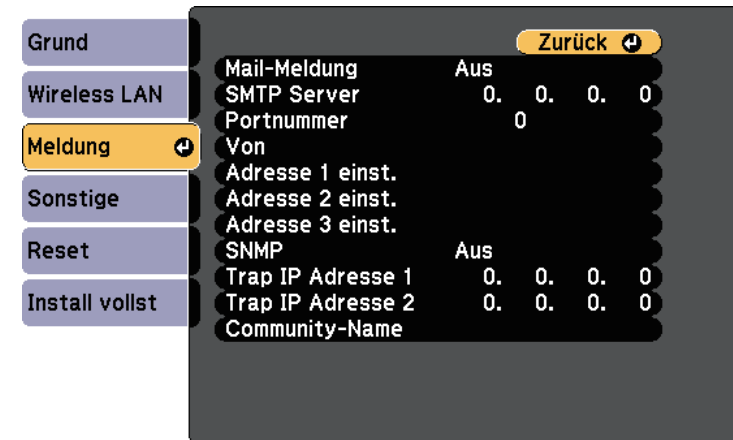 Grund
Wireless LAN
Meldung
Sonstige
Reset
Install vollst
Zurück
Mail-Meldung Aus
SMTP Server 0. 0. 0. 0
Portnummer 0
Von
Adresse 1 einst.
Adresse 2 einst.
Adresse 3 einst.
SNMP Aus
Trap IP Adresse 1 0. 0. 0. 0
Trap IP Adresse 2 0. 0. 0. 0
Community-Name